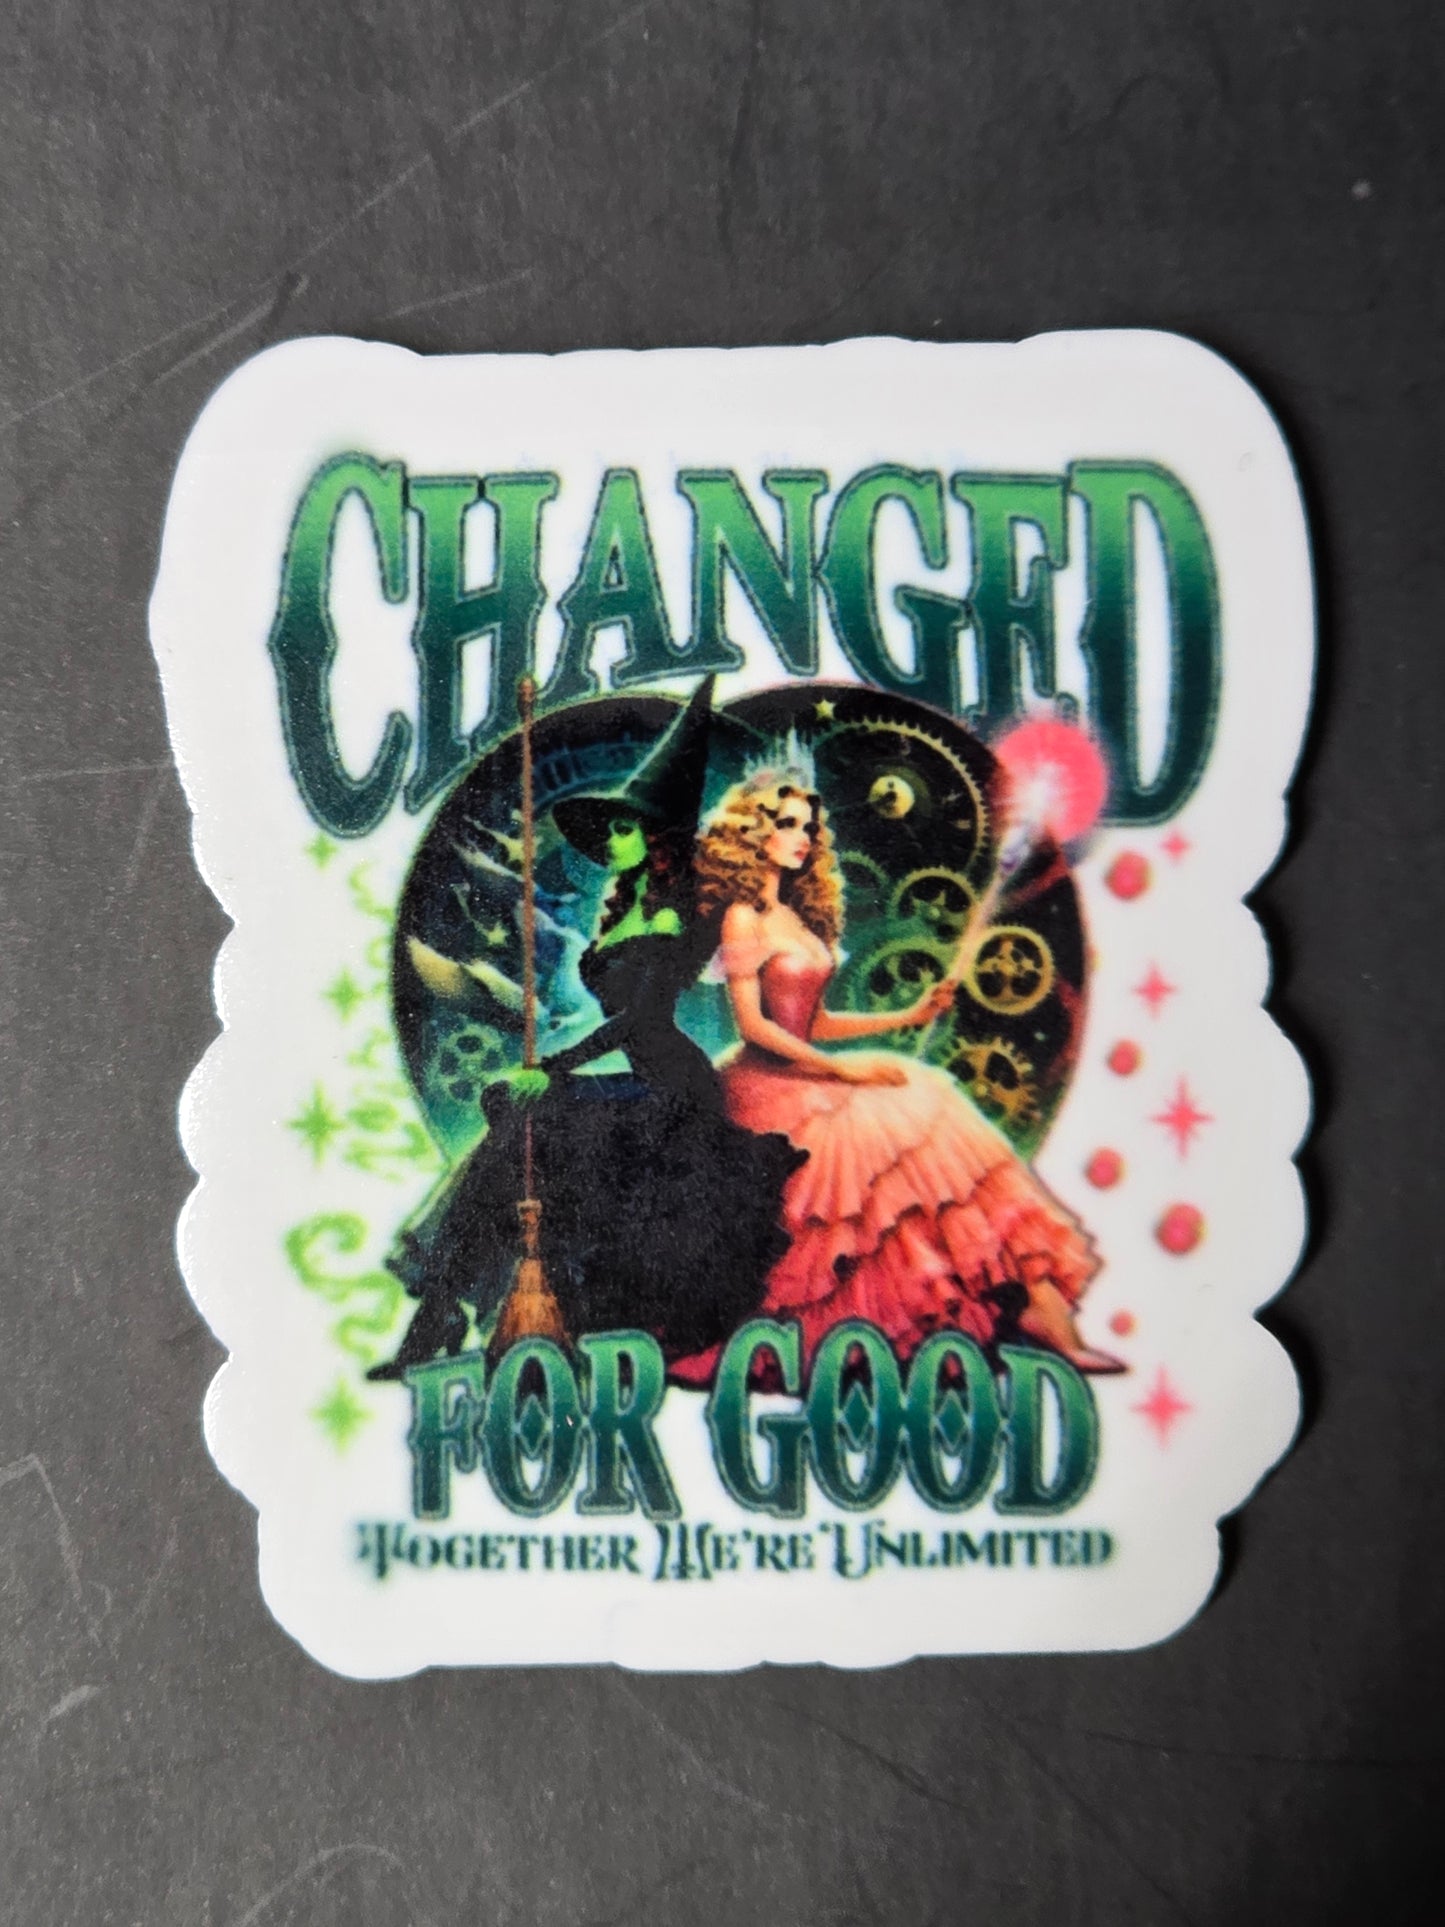 CHANGED
FOR GOOD
TOGETHER WE'RE UNLIMITED